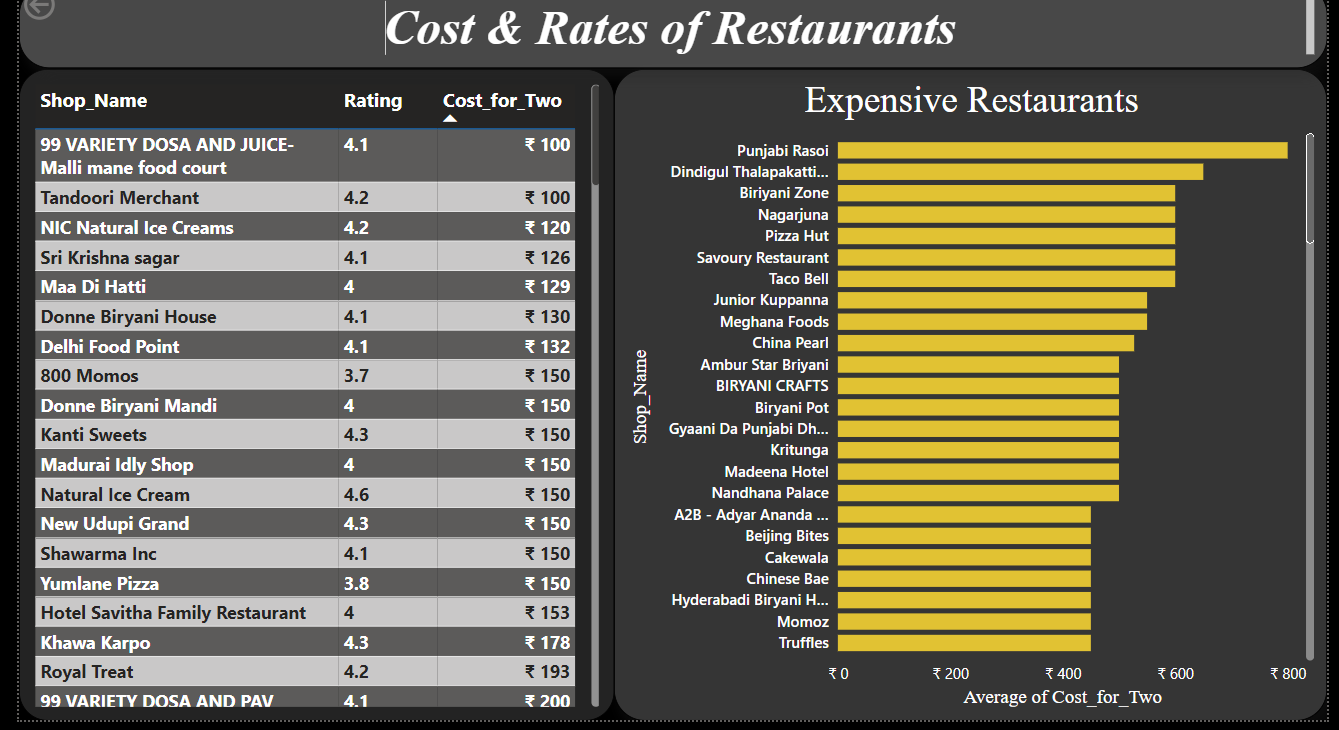 Cost & Rates of Restaurants
Shop_Name Rating Cost_for_Two
99 VARIETY DOSA AND JUICE- 4.1 ₹ 100
Malli mane food court
Tandoori Merchant 4.2 ₹ 100
NIC Natural Ice Creams 4.2 ₹ 120
Sri Krishna sagar 4.1 ₹ 126
Maa Di Hatti 4 ₹ 129
Donne Biryani House 4.1 ₹ 130
Delhi Food Point 4.1 ₹ 132
800 Momos 3.7 ₹ 150
Donne Biryani Mandi 4 ₹ 150
Kanti Sweets 4.3 ₹ 150
Madurai Idly Shop 4 ₹ 150
Natural Ice Cream 4.6 ₹ 150
New Udupi Grand 4.3 ₹ 150
Shawarma Inc 4.1 ₹ 150
Yumlane Pizza 3.8 ₹ 150
Hotel Savitha Family Restaurant 4 ₹ 153
Khawa Karpo 4.3 ₹ 178
Royal Treat 4.2 ₹ 193
99 VARIETY DOSA AND PAV 4.1 ₹ 200
Expensive Restaurants
Shop_Name
Punjabi Rasoi
Dindigul Thalapakatti...
Biriyani Zone
Nagarjuna
Pizza Hut
Savoury Restaurant
Taco Bell
Junior Kuppanna
Meghana Foods
China Pearl
Ambur Star Briyani
BIRYANI CRAFTS
Biryani Pot
Gyaani Da Punjabi Dh...
Kritunga
Madeena Hotel
Nandhana Palace
A2B - Adyar Ananda ...
Beijing Bites
Cakewala
Chinese Bae
Hyderabadi Biryani H...
Momoz
Truffles
₹ 0 ₹ 200 ₹ 400 ₹ 600 ₹ 800
Average of Cost_for_Two